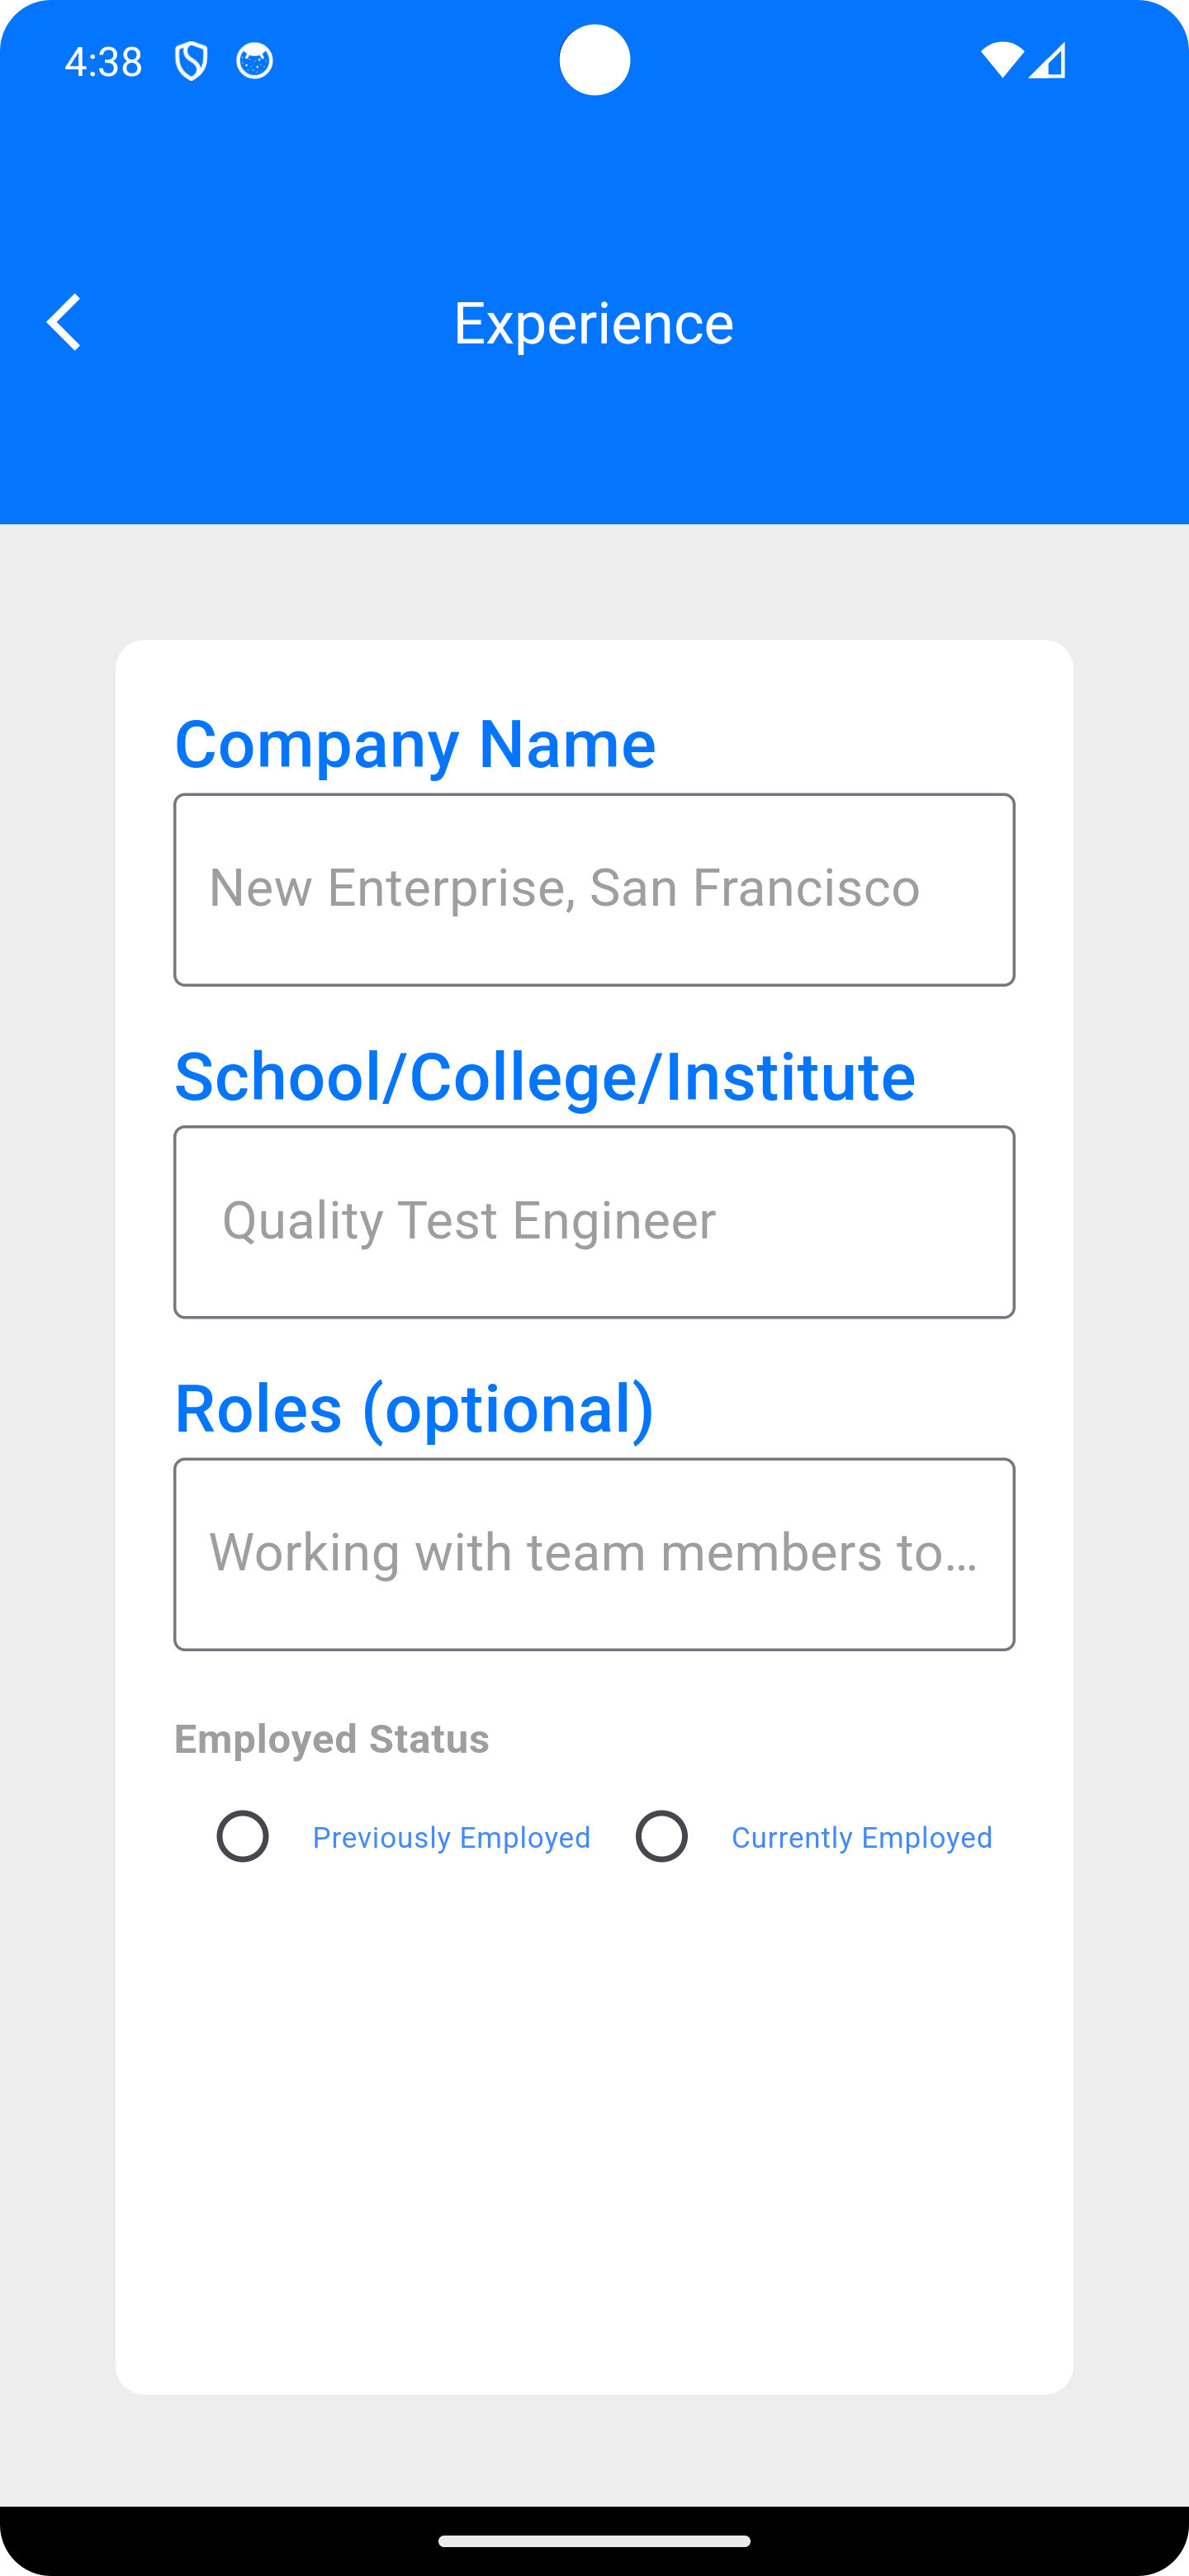 4:38
Experience
Company Name
New Enterprise, San Francisco
School/College/Institute
Quality Test Engineer
Roles (optional)
Working with team members to...
Employed Status
Previously Employed
Currently Employed